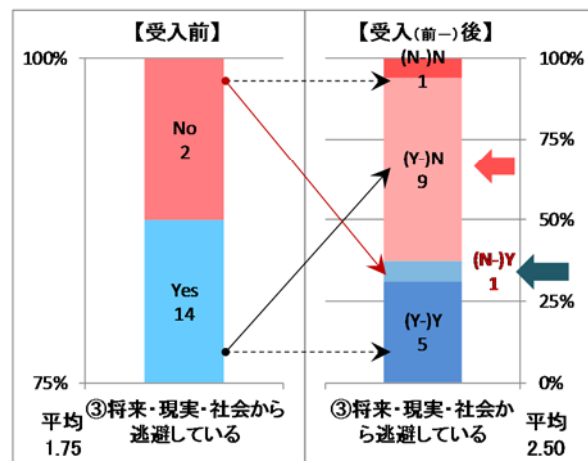 【受入前】
100%
No
2
Yes
14
75%
③将来・現実・社会から
逃避している
平均
1.75
【受入(前ー)後】
(N-)N
1
(Y-)N
9
(N-)Y
1
(Y-)Y
5
100%
75%
50%
25%
0%
③将来・現実・社会か
ら逃避している
平均
2.50